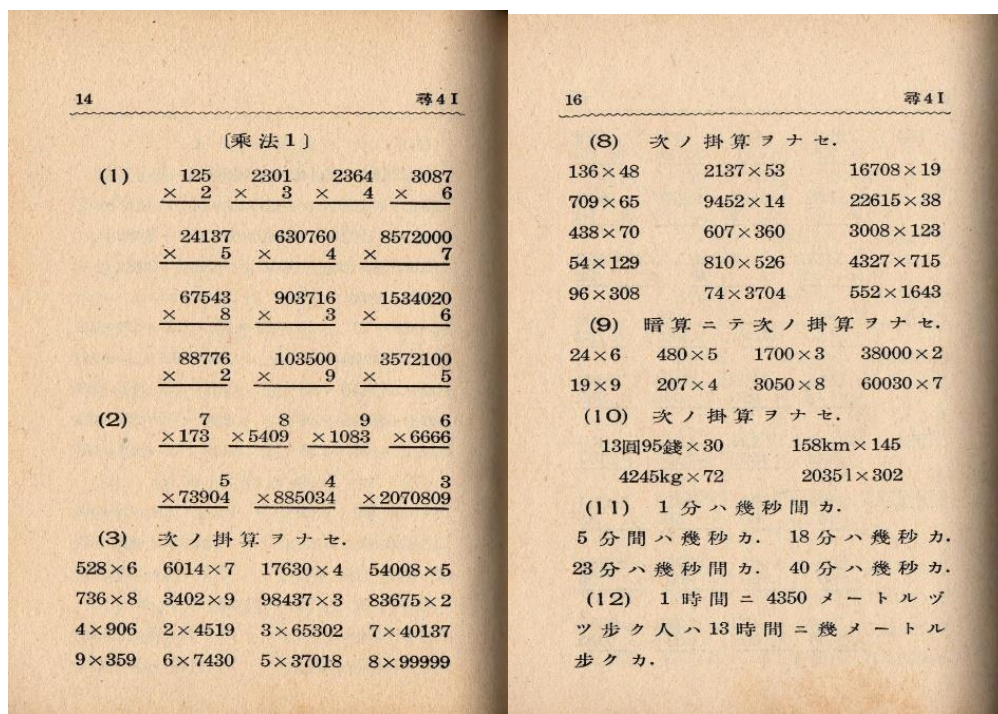 14 尋4I
〔乘法1〕
(1) 125 2301 2364 3087
× 2 × 3 × 4 × 6
24137 630760 8572000
× 5 × 4 × 7
67543 903716 1534020
× 8 × 3 × 6
88776 103500 3572100
× 2 × 9 × 5
(2) 7 8 9 6
×173 ×5409 ×1083 ×6666
5 4 3
×73904 ×885034 ×2070809
(3) 次ノ掛算ヲナセ.
528×6 6014×7 17630×4 54008×5
736×8 3402×9 98437×3 83675×2
4×906 2×4519 3×65302 7×40137
9×359 6×7430 5×37018 8×99999
16 尋4I
(8) 次ノ掛算ヲナセ.
136×48 2137×53 16708×19
709×65 9452×14 22615×38
438×70 607×360 3008×123
54×129 810×526 4327×715
96×308 74×3704 552×1643
(9) 暗算ニテ次ノ掛算ヲナセ.
24×6 480×5 1700×3 38000×2
19×9 207×4 3050×8 60030×7
(10) 次ノ掛算ヲナセ.
13圓95錢×30 158km×145
4245kg×72 2035l×302
(11) 1分ハ幾秒間カ.
5分間ハ幾秒カ. 18分ハ幾秒カ.
23分ハ幾秒間カ. 40分ハ幾秒カ.
(12) 1時間ニ4350メートルヅ
ツ歩ク人ハ13時間ニ幾メートル
歩クカ.